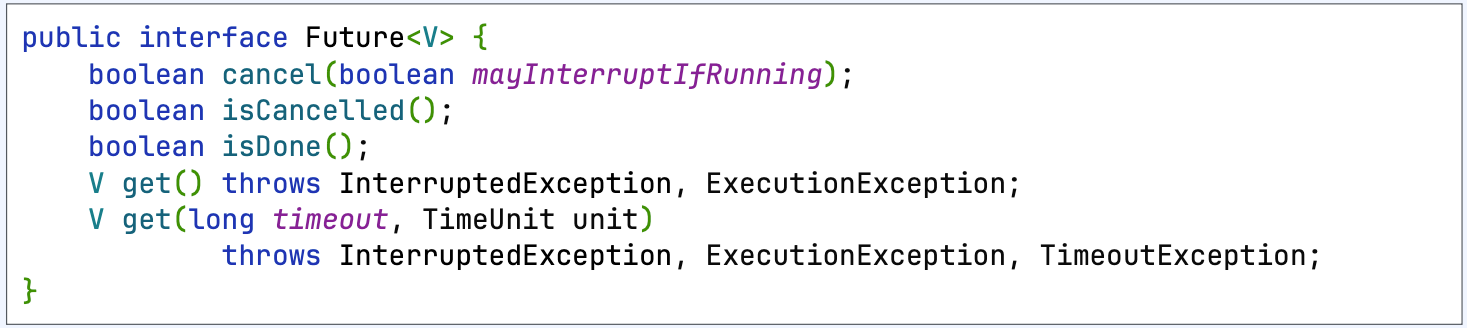 public interface Future<V> {
    boolean cancel(boolean mayInterruptIfRunning);
    boolean isCancelled();
    boolean isDone();
    V get() throws InterruptedException, ExecutionException;
    V get(long timeout, TimeUnit unit)
            throws InterruptedException, ExecutionException, TimeoutException;
}